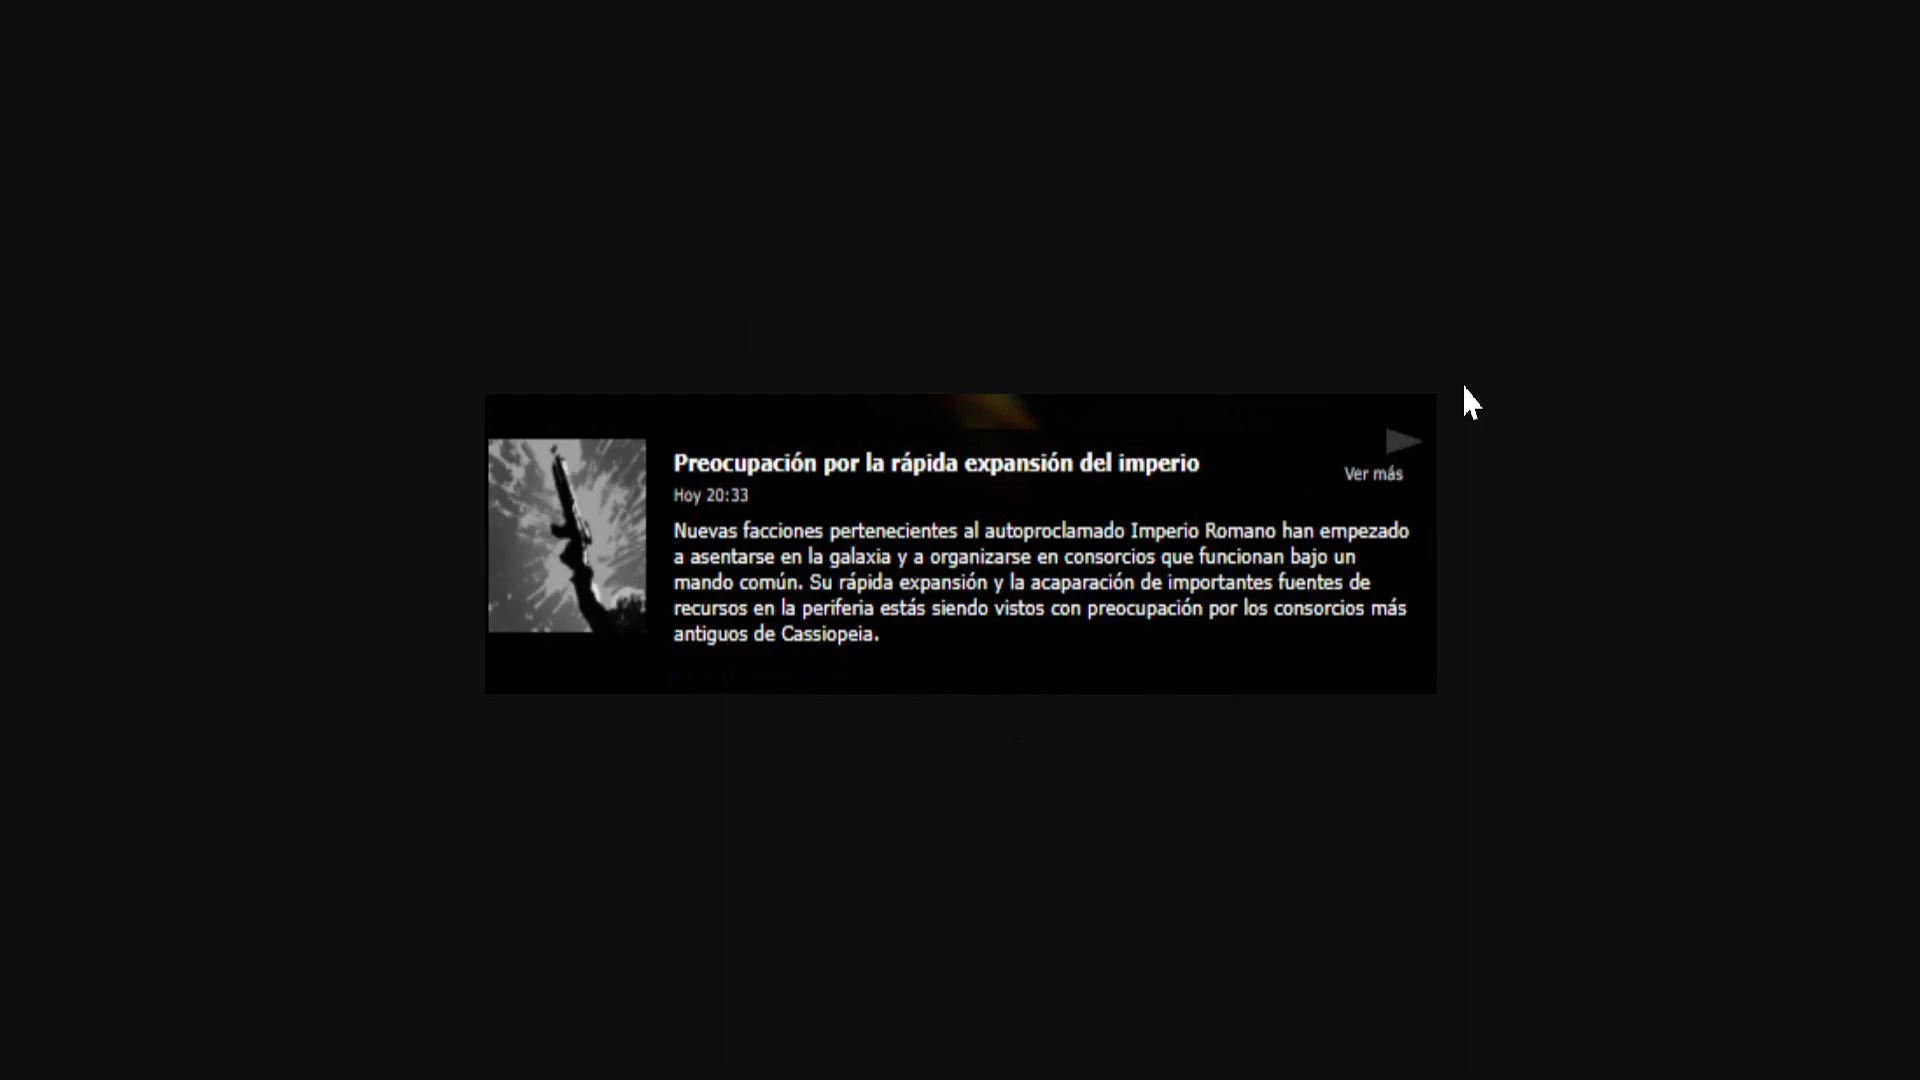 Preocupación por la rápida expansión del imperio
Ver más
Hoy 20:33
Nuevas facciones pertenecientes al autoproclamado Imperio Romano han empezado
a asentarse en la galaxia y a organizarse en consorcios que funcionan bajo un
mando común. Su rápida expansión y la acaparación de importantes fuentes de
recursos en la periferia estás siendo vistos con preocupación por los consorcios más
antiguos de Cassiopeia.